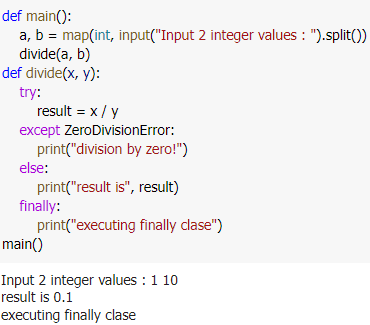 def main():
    a, b = map(int, input("Input 2 integer values : ").split())
    divide(a, b)
def divide(x, y):
    try:
        result = x / y
    except ZeroDivisionError:
        print("division by zero!")
    else:
        print("result is", result)
    finally:
        print("executing finally clase")
main()
Input 2 integer values : 1 10
result is 0.1
executing finally clase